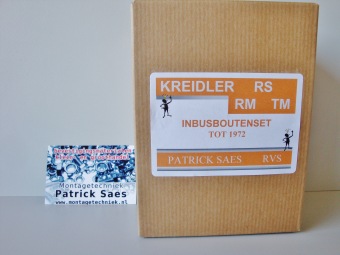 KREIDLER RS
RM TM
INBUSBOUTENSET
TOT 1972
PATRICK SAES RVS
Montagetechniek
Patrick Saes
www.montagetechniek.nl